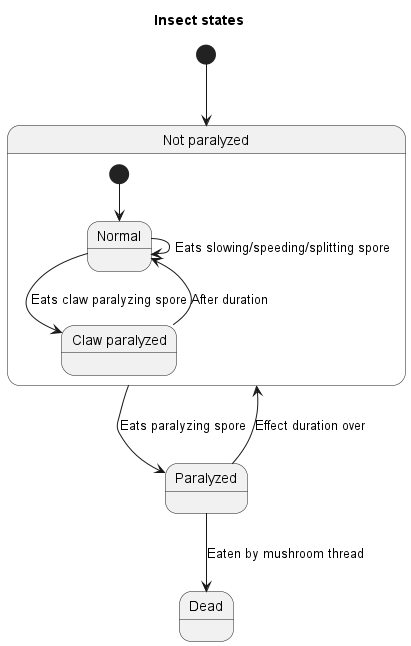 Insect states
Not paralyzed
Normal
Eats slowing/speeding/splitting spore
Eats claw paralyzing spore
After duration
Claw paralyzed
Eats paralyzing spore
Effect duration over
Paralyzed
Eaten by mushroom thread
Dead